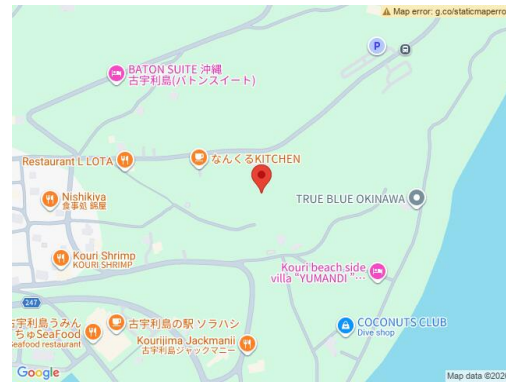 Map error: g.co/staticmaperro
P
BATON SUITE 沖縄
古宇利島(バトンスイート)
なんくるKITCHEN
Restaurant L LOTA
TRUE BLUE OKINAWA
Nishikiya
食事処 錦屋
Kouri Shrimp
KOURI SHRIMP
Kouri beach side
villa “YUMANDI ”…
247
古宇利島の駅 ソラハシ
古宇利島うみん
ちゅSeaFood
Seafood restaurant
COCONUTS CLUB
Dive shop
Kourijima Jackmanii
古宇利島ジャックマニー
Google
Map data ©2026